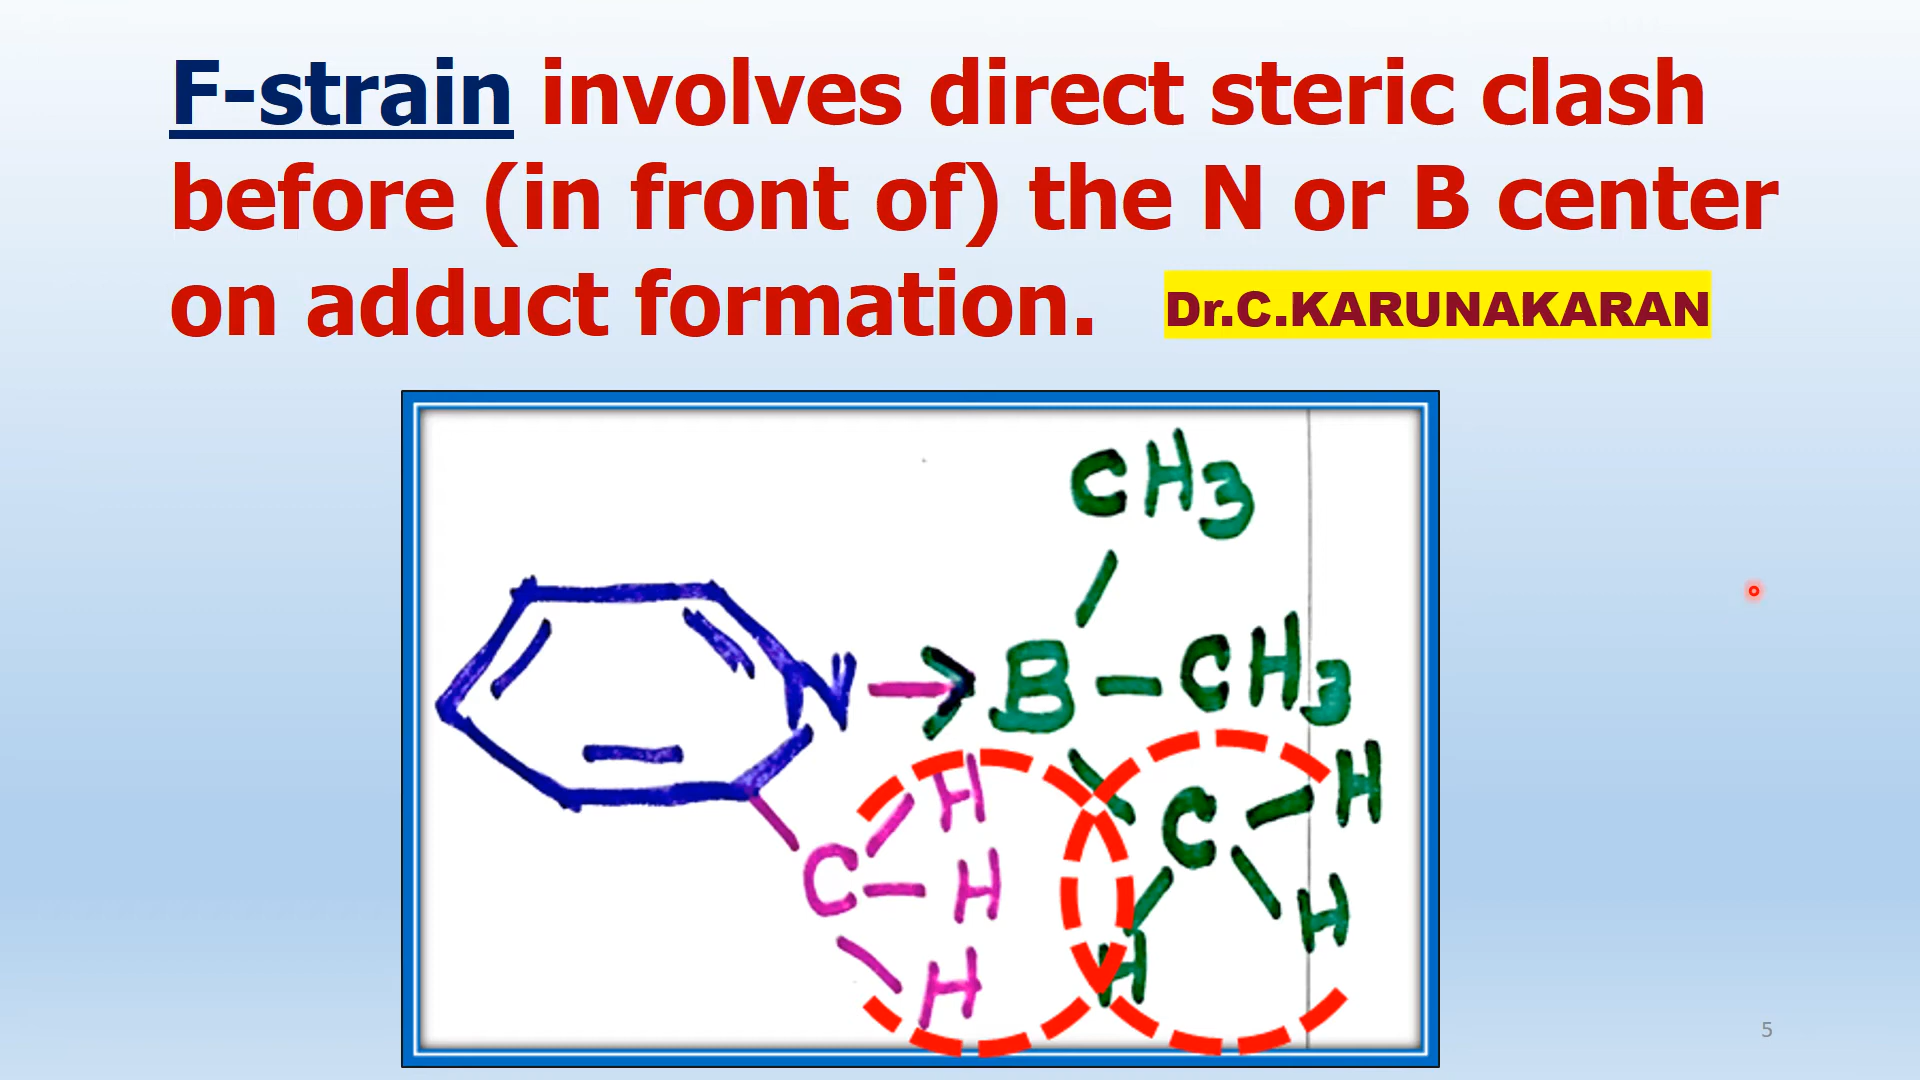 F-strain involves direct steric clash
before (in front of) the N or B center
on adduct formation. Dr.C.KARUNAKARAN
CH3
N → B - CH3
C H
H
C H
H
H
H
5